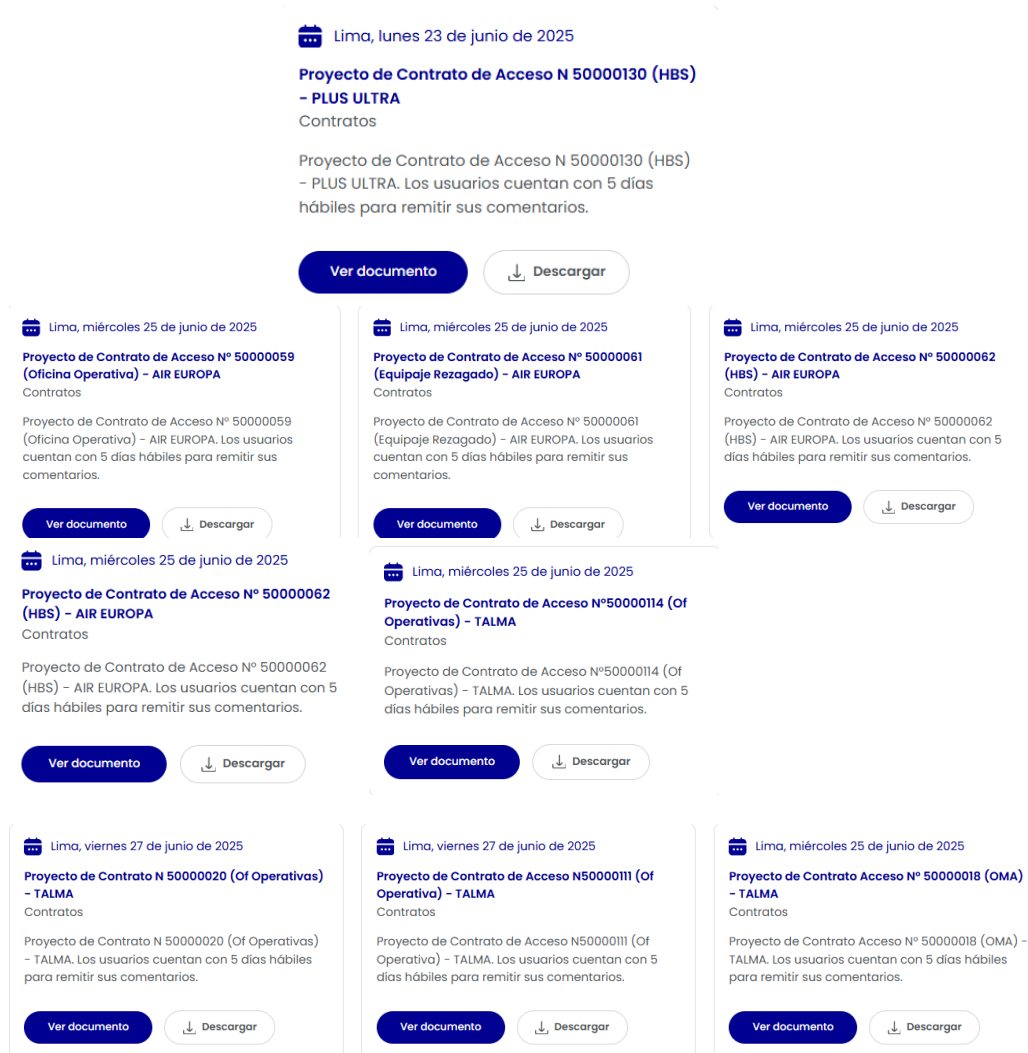 Lima, lunes 23 de junio de 2025
Proyecto de Contrato de Acceso N 50000130 (HBS)
- PLUS ULTRA
Contratos
Proyecto de Contrato de Acceso N 50000130 (HBS)
- PLUS ULTRA. Los usuarios cuentan con 5 días
hábiles para remitir sus comentarios.
Ver documento
Descargar
Lima, miércoles 25 de junio de 2025
Proyecto de Contrato de Acceso Nº 50000059
(Oficina Operativa) - AIR EUROPA
Contratos
Proyecto de Contrato de Acceso Nº 50000059
(Oficina Operativa) - AIR EUROPA. Los usuarios
cuentan con 5 días hábiles para remitir sus
comentarios.
Ver documento
Descargar
Lima, miércoles 25 de junio de 2025
Proyecto de Contrato de Acceso Nº 50000061
(Equipaje Rezagado) - AIR EUROPA
Contratos
Proyecto de Contrato de Acceso Nº 50000061
(Equipaje Rezagado) - AIR EUROPA. Los usuarios
cuentan con 5 días hábiles para remitir sus
comentarios.
Ver documento
Descargar
Lima, miércoles 25 de junio de 2025
Proyecto de Contrato de Acceso Nº 50000062
(HBS) - AIR EUROPA
Contratos
Proyecto de Contrato de Acceso Nº 50000062
(HBS) - AIR EUROPA. Los usuarios cuentan con 5
días hábiles para remitir sus comentarios.
Ver documento
Descargar
Lima, miércoles 25 de junio de 2025
Proyecto de Contrato de Acceso Nº 50000062
(HBS) - AIR EUROPA
Contratos
Proyecto de Contrato de Acceso Nº 50000062
(HBS) - AIR EUROPA. Los usuarios cuentan con 5
días hábiles para remitir sus comentarios.
Ver documento
Descargar
Lima, miércoles 25 de junio de 2025
Proyecto de Contrato de Acceso Nº50000114 (Of
Operativas) - TALMA
Contratos
Proyecto de Contrato de Acceso Nº50000114 (Of
Operativas) - TALMA. Los usuarios cuentan con 5
días hábiles para remitir sus comentarios.
Ver documento
Descargar
Lima, viernes 27 de junio de 2025
Proyecto de Contrato N 50000020 (Of Operativas)
- TALMA
Contratos
Proyecto de Contrato N 50000020 (Of Operativas)
- TALMA. Los usuarios cuentan con 5 días hábiles
para remitir sus comentarios.
Ver documento
Descargar
Lima, viernes 27 de junio de 2025
Proyecto de Contrato de Acceso N50000111 (Of
Operativa) - TALMA
Contratos
Proyecto de Contrato de Acceso N50000111 (Of
Operativa) - TALMA. Los usuarios cuentan con 5
días hábiles para remitir sus comentarios.
Ver documento
Descargar
Lima, miércoles 25 de junio de 2025
Proyecto de Contrato Acceso Nº 50000018 (OMA)
- TALMA
Contratos
Proyecto de Contrato Acceso Nº 50000018 (OMA) -
TALMA. Los usuarios cuentan con 5 días hábiles
para remitir sus comentarios.
Ver documento
Descargar